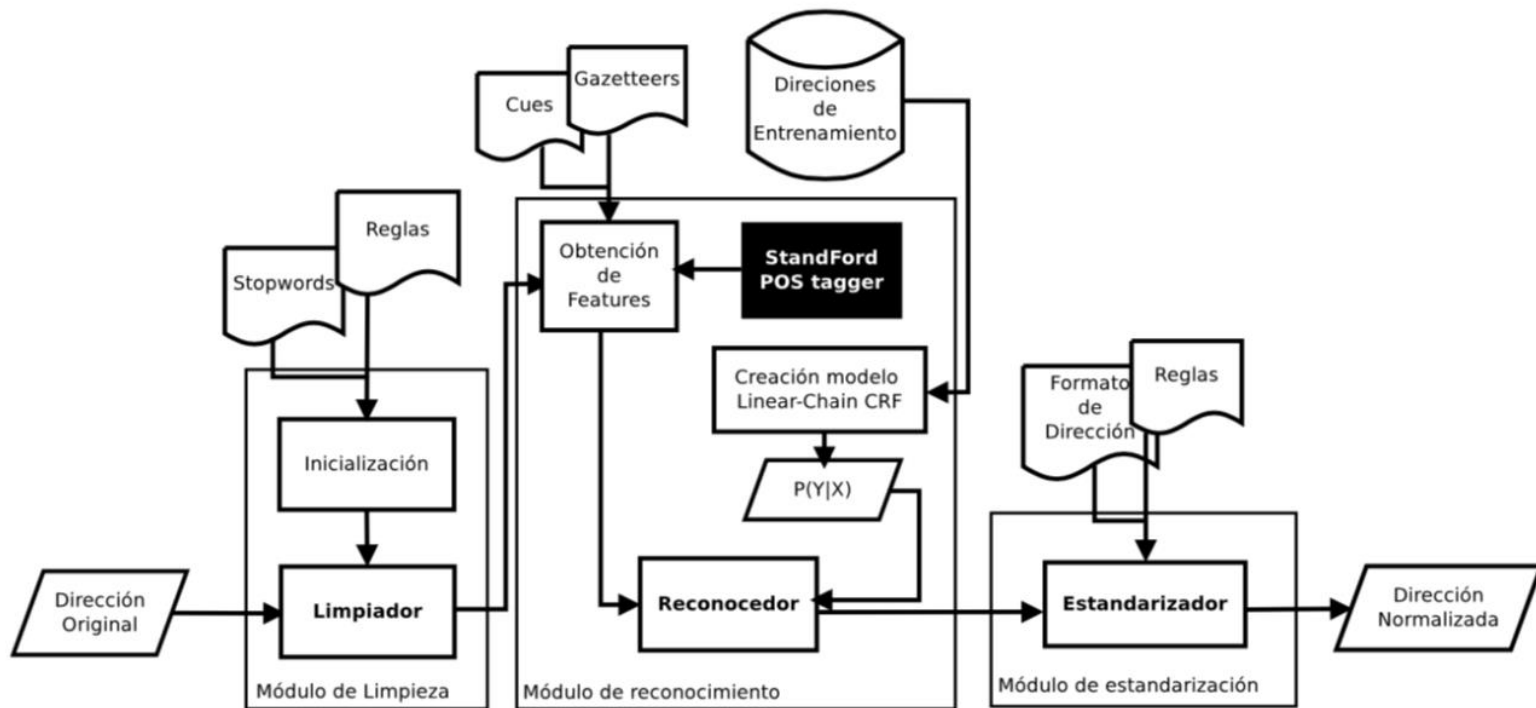 Cues
Gazetteers
Direciones
de
Entrenamiento
Stopwords
Reglas
Obtención
de
Features
StandFord
POS tagger
Creación modelo
Linear-Chain CRF
P(Y|X)
Formato
de
Dirección
Reglas
Inicialización
Dirección
Original
Limpiador
Reconocedor
Estandarizador
Dirección
Normalizada
Módulo de Limpieza
Módulo de reconocimiento
Módulo de estandarización